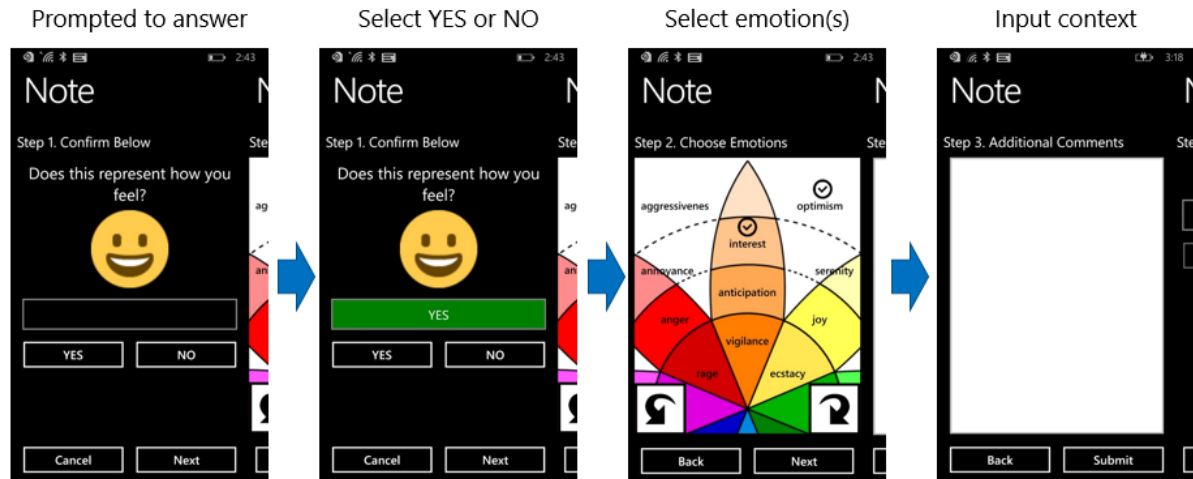 Prompted to answer
2:43
Note
Step 1. Confirm Below
Does this represent how you
feel?
YES
NO
Cancel
Next
Select YES or NO
2:43
Note
Step 1. Confirm Below
Does this represent how you
feel?
YES
YES
NO
Cancel
Next
Select emotion(s)
2:43
Note
Step 2. Choose Emotions
aggressivenes
optimism
interest
annoyance
serenity
anticipation
anger
joy
vigilance
rage
ecstacy
Back
Next
Input context
3:18
Note
Step 3. Additional Comments
Back
Submit